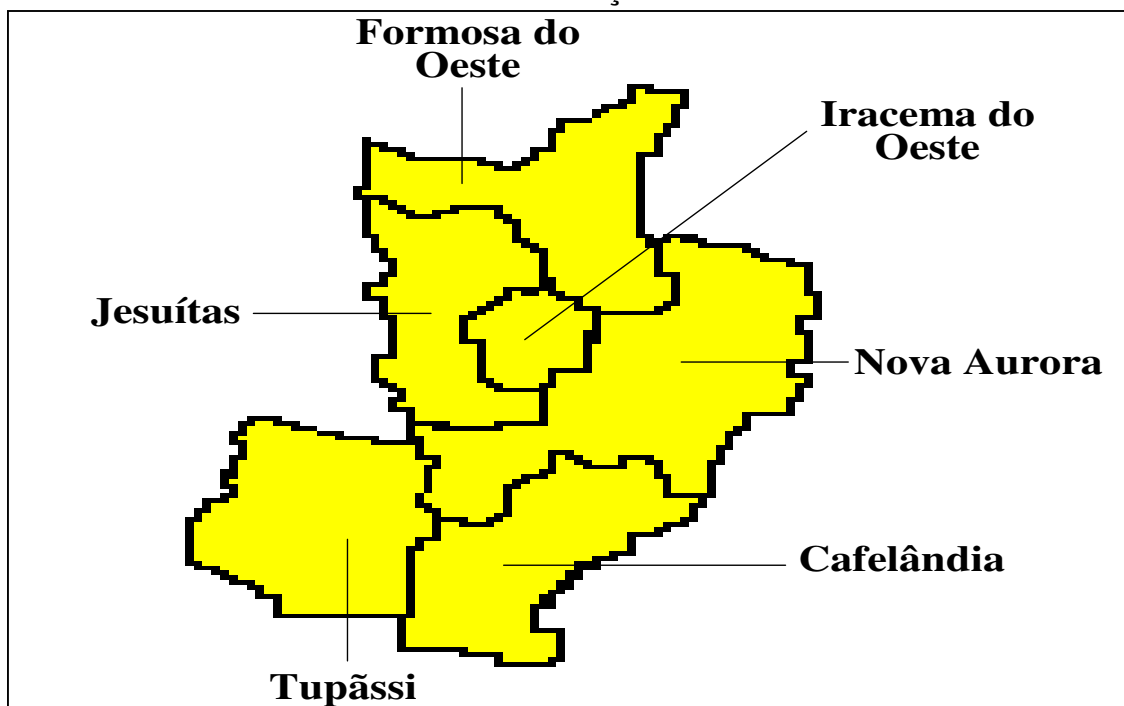 Formosa do
Oeste
Iracema do
Oeste
Jesuítas
Nova Aurora
Cafelândia
Tupãssi